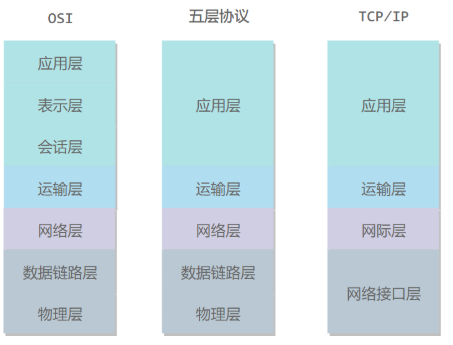 OSI
五层协议
TCP/IP
应用层
表示层
会话层
运输层
网络层
数据链路层
物理层
应用层
运输层
网络层
数据链路层
物理层
应用层
运输层
网际层
网络接口层